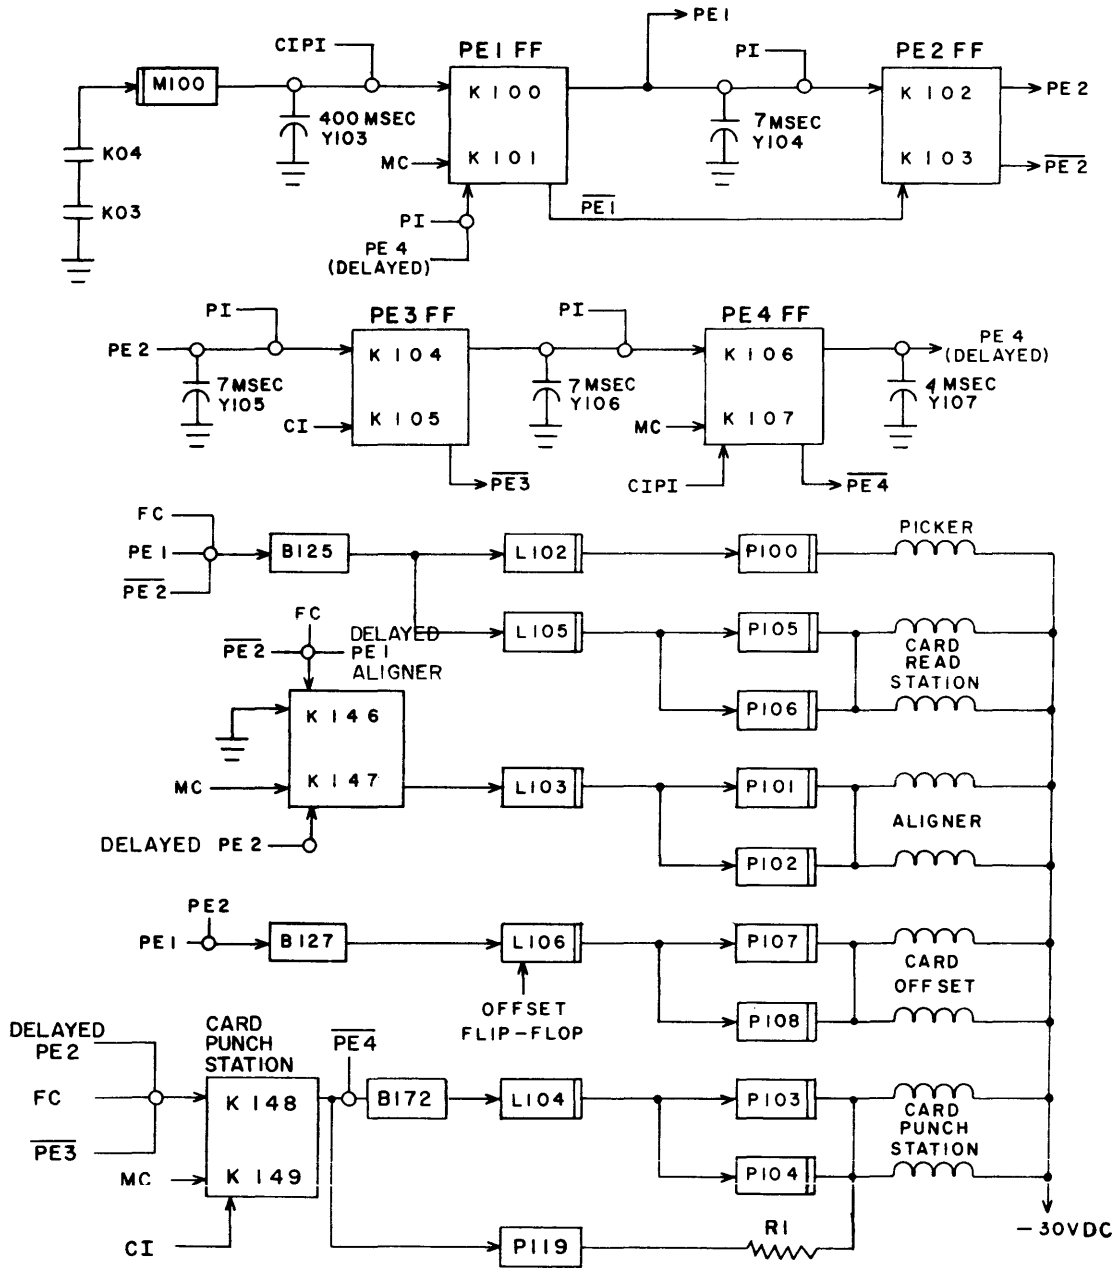 PE1
CIPI
PE1 FF
PI
PE2 FF
M100
K100
K102
PE2
400 MSEC
Y103
7 MSEC
Y104
K04
MC
K101
K103
PE2
K03
PI
PE1
PE 4
(DELAYED)
PI
PE3 FF
PI
PE4 FF
PE2
K104
K106
PE 4
(DELAYED)
7 MSEC
Y105
7 MSEC
Y106
4 MSEC
Y107
CI
K105
MC
K107
PE3
CIPI
PE4
FC
PICKER
PE1
B125
L102
P100
PE2
FC
DELAYED
PE1
ALIGNER
PE2
L105
P105
CARD
READ
STATION
P106
K146
MC
K147
L103
P101
ALIGNER
DELAYED PE2
P102
PE2
PE1
B127
L106
P107
CARD
OFFSET
OFFSET
FLIP-FLOP
P108
DELAYED
PE2
CARD
PUNCH
STATION
PE4
FC
K148
B172
L104
P103
CARD
PUNCH
STATION
PE3
MC
K149
P104
CI
P119
R1
-30VDC